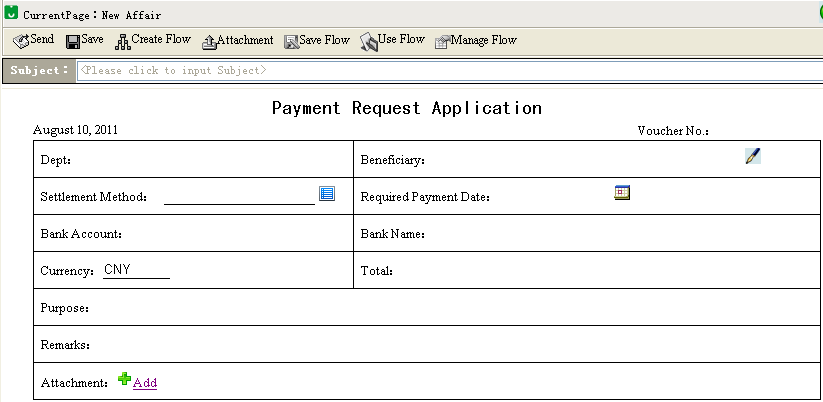 CurrentPage：New Affair
Send Save Create Flow Attachment Save Flow Use Flow Manage Flow
Subject： <Please click to input Subject>
Payment Request Application
August 10, 2011 Voucher No.：
Dept： Beneficiary：
Settlement Method： Required Payment Date：
Bank Account： Bank Name：
Currency： CNY Total：
Purpose：
Remarks：
Attachment： Add